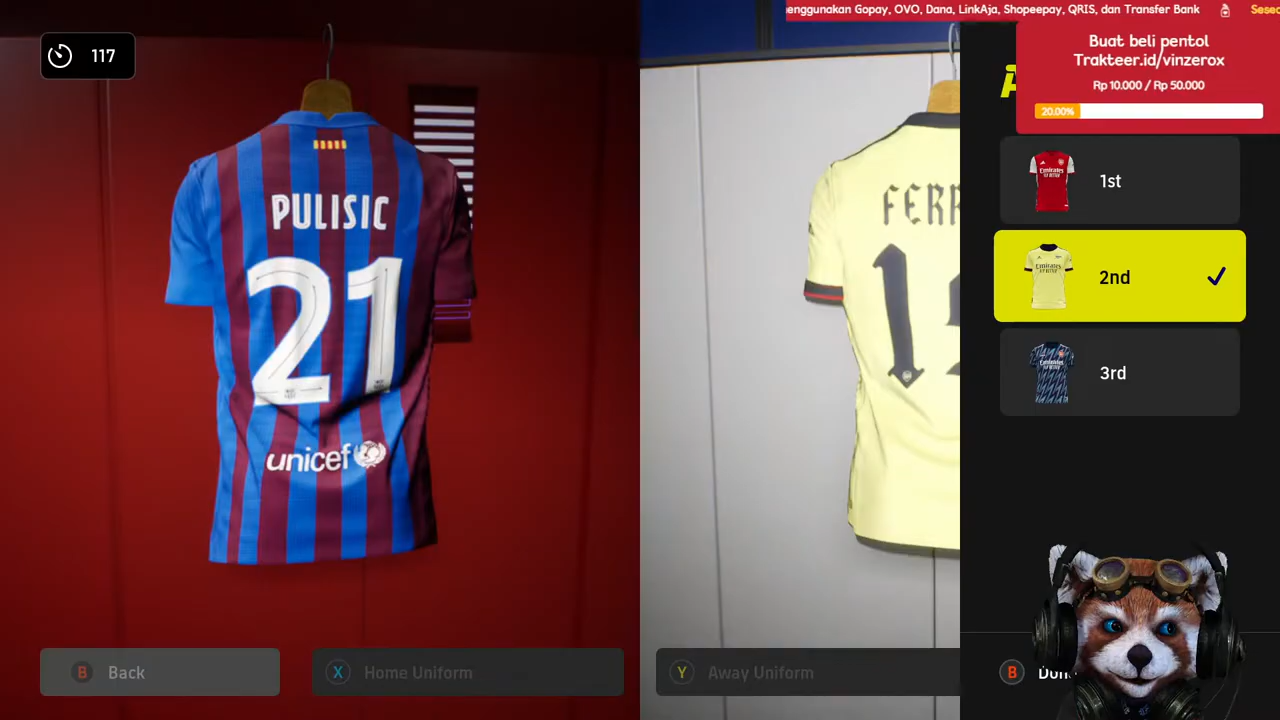 enggunakan Gopay, OVO, Dana, LinkAja, Shopeepay, QRIS, dan Transfer Bank
117
Buat beli pentol
Trakteer.id/vinzerox
Rp 10.000 / Rp 50.000
20.00%
PULISIC
21
unicef
1st
2nd
3rd
B Back
X Home Uniform
Y Away Uniform
B